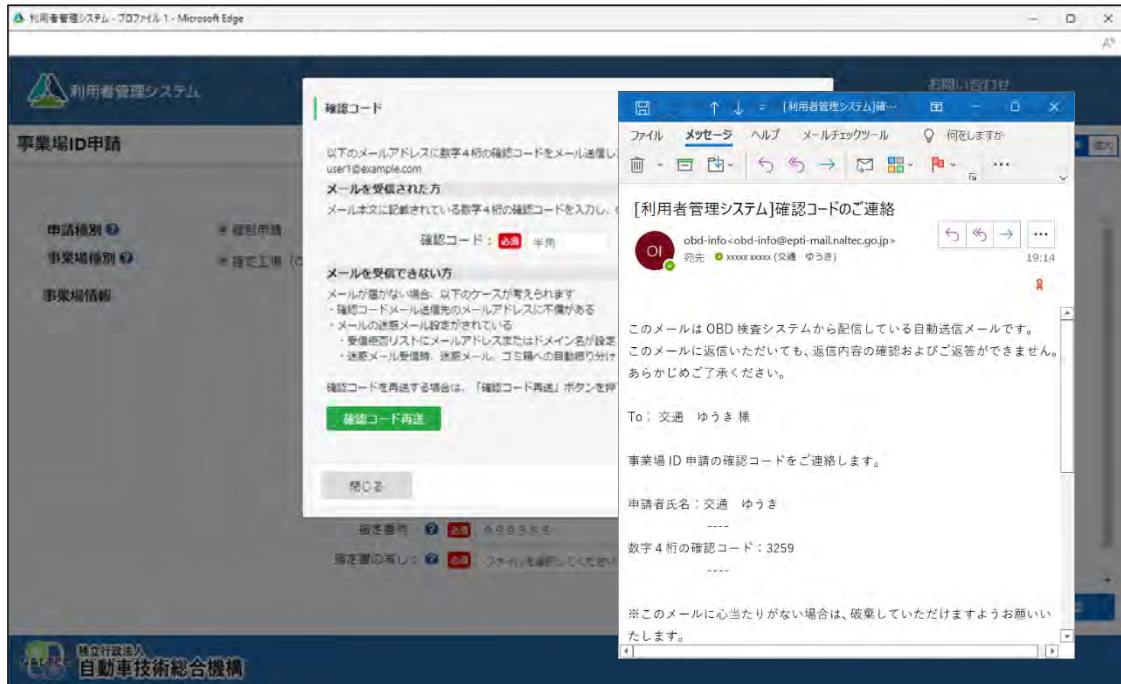 利用者管理システム - プロファイル 1 - Microsoft Edge
利用者管理システム
お問い合わせ
事業場ID申請
拡大
申請種別
個別申請
事業場種別
指定工場
事業場情報
確認コード
以下のメールアドレスに数字4桁の確認コードをメール送信し
user1@example.com
メールを受信された方
メール本文に記載されている数字4桁の確認コードを入力し、
確認コード: 必須 半角
メールを受信できない方
メールが届かない場合、以下のケースが考えられます
・確認コードメール送信先のメールアドレスに不備がある
・メールの迷惑メール設定がされている
・受信拒否リストにメールアドレスまたはドメイン名が設定
・迷惑メール受信時、迷惑メール、ゴミ箱への自動振り分け
確認コードを再送する場合は、「確認コード再送」ボタンを押
確認コード再送
閉じる
指定番号 必須
指定書の写し: 必須 ファイルを選択してください
独立行政法人
自動車技術総合機構
[利用者管理システム]確…
ファイル メッセージ ヘルプ メールチェックツール 何をしますか
[利用者管理システム]確認コードのご連絡
OI
obd-info<obd-info@epti-mail.naltec.go.jp>
宛先 xxxxx xxxxx (交通 ゆうき)
19:14
このメールは OBD 検査システムから配信している自動送信メールです。
このメールに返信いただいても、返信内容の確認およびご返答ができません。
あらかじめご了承ください。
To: 交通 ゆうき 様
事業場 ID 申請の確認コードをご連絡します。
申請者氏名:交通 ゆうき
----
数字 4 桁の確認コード:3259
----
※このメールに心当たりがない場合は、破棄していただけますようお願いい
たします。